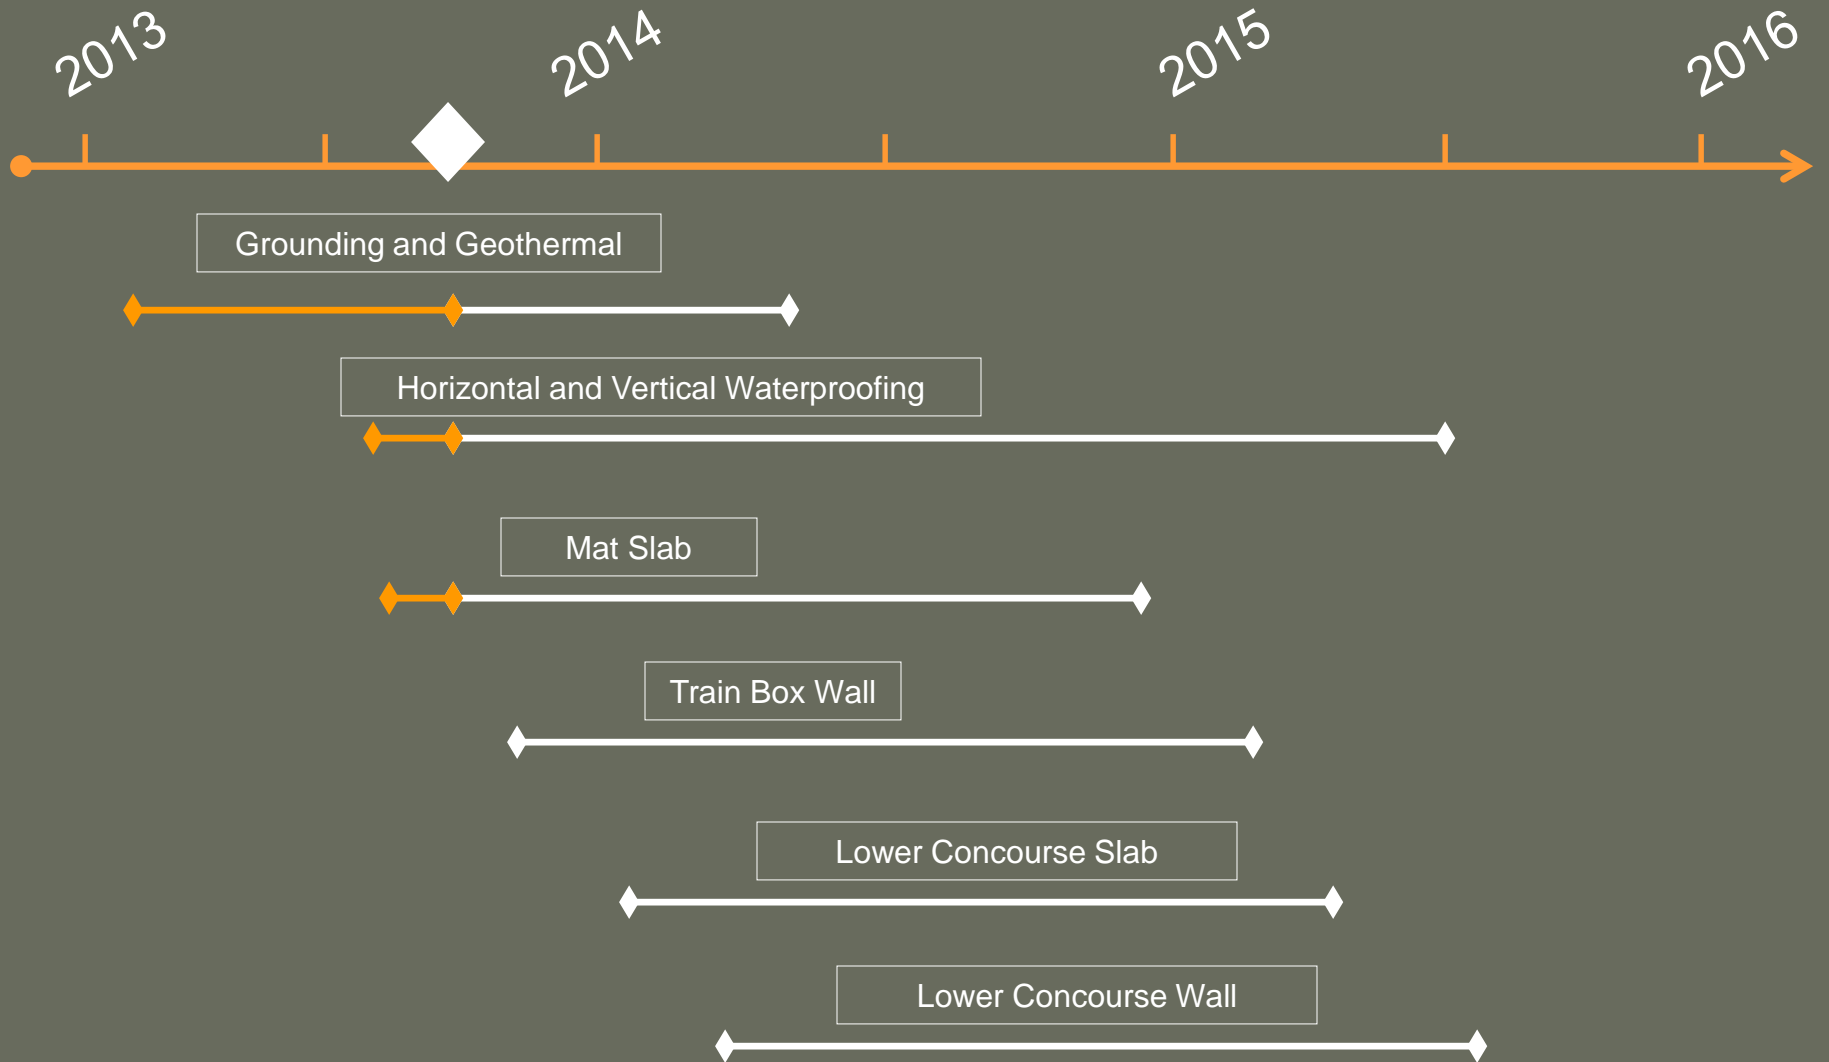 2013
2014
2015
2016
Grounding and Geothermal
Horizontal and Vertical Waterproofing
Mat Slab
Train Box Wall
Lower Concourse Slab
Lower Concourse Wall